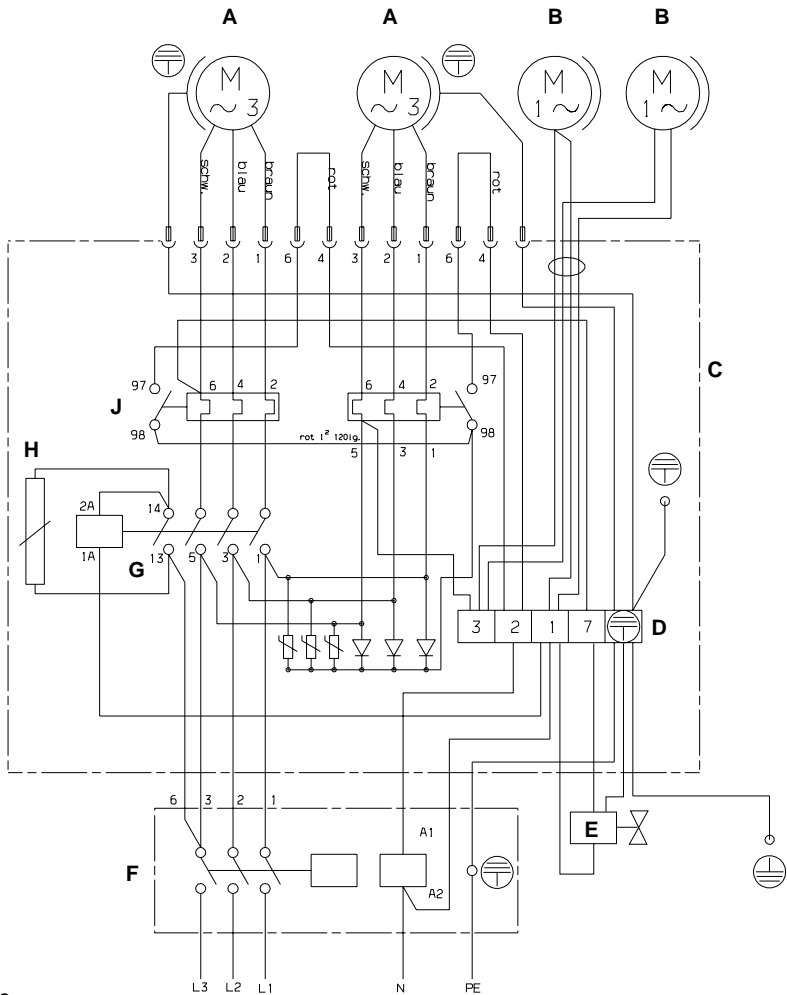 A A B B
M M M M
3 3 1 1
schw. blau braun rot schw. blau braun rot
3 2 1 6 4 3 2 1 6 4
C
97 6 4 2 6 4 2 97
J
98 rot 1² 120lg. 98
5 3 1
H
2A 14
1A 13 5 3 1
G
3 2 1 7 D
6 3 2 1
A1
E
F
A2
L3 L2 L1 N PE